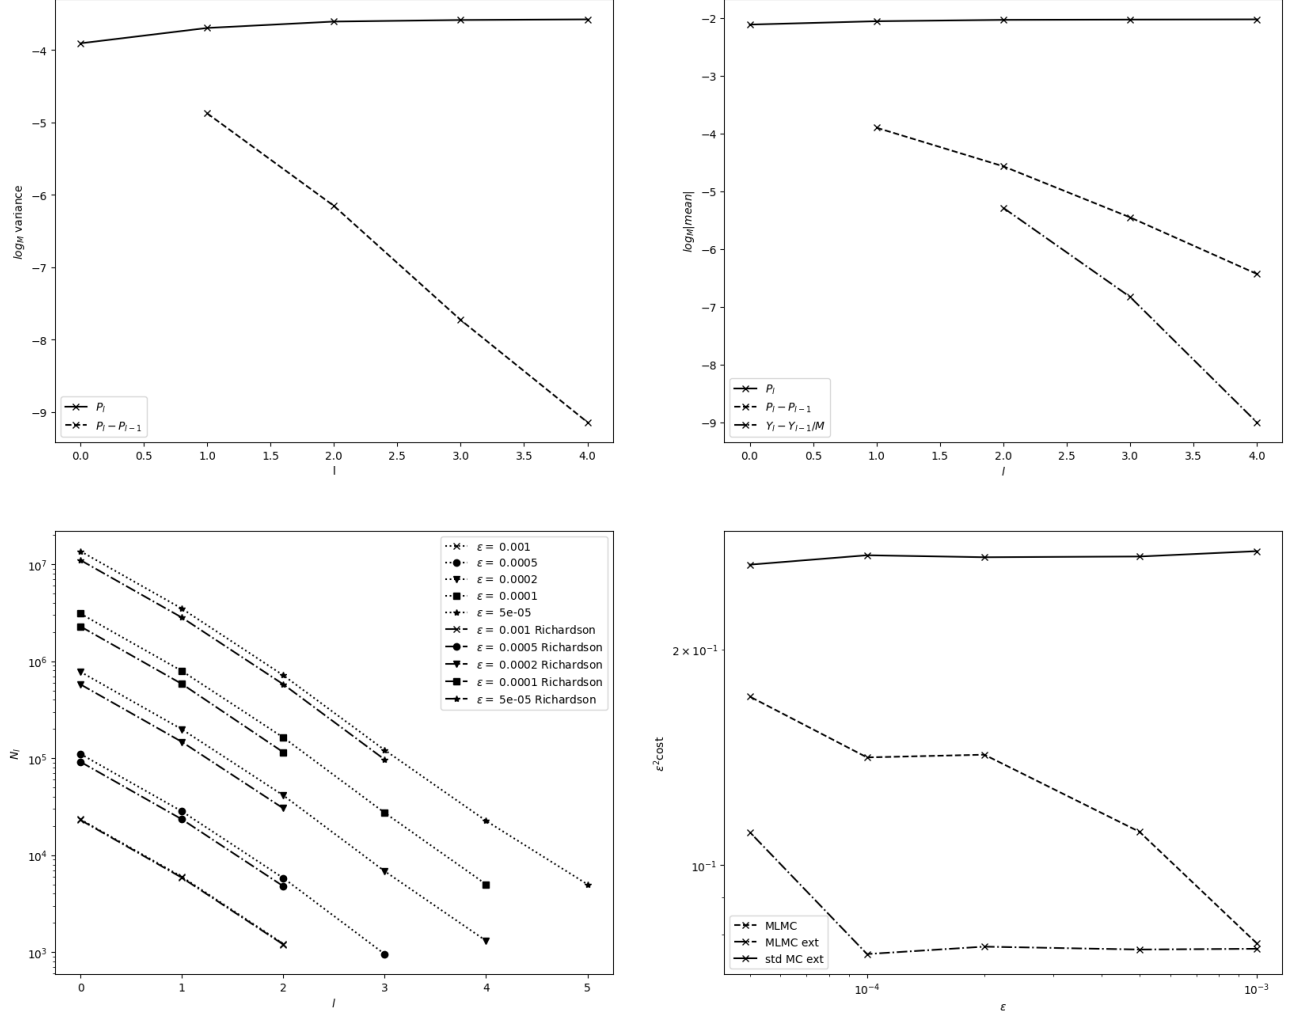 −4
−5
−6
−7
−8
−9
log_M variance
0.0 0.5 1.0 1.5 2.0 2.5 3.0 3.5 4.0
l
P_l
P_l − P_{l−1}
−2
−3
−4
−5
−6
−7
−8
−9
log_M|mean|
0.0 0.5 1.0 1.5 2.0 2.5 3.0 3.5 4.0
l
P_l
P_l − P_{l−1}
Y_l − Y_{l−1}/M
10^7
10^6
10^5
10^4
10^3
N_l
0 1 2 3 4 5
l
ε = 0.001
ε = 0.0005
ε = 0.0002
ε = 0.0001
ε = 5e-05
ε = 0.001 Richardson
ε = 0.0005 Richardson
ε = 0.0002 Richardson
ε = 0.0001 Richardson
ε = 5e-05 Richardson
2 × 10^−1
10^−1
ε^2cost
MLMC
MLMC ext
std MC ext
10^−4 10^−3
ε